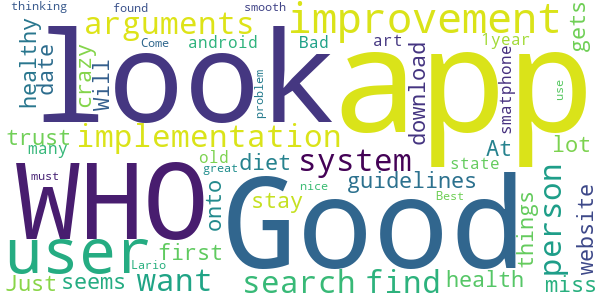 thinking found smooth 1year gets
arguments improvement
healthy date crazy Will Come android Bad art download smatphone
look app
problem use
trust implementation lot
many old diet system At state
great guidelines
WHO Good
onto stay nice Best
user first things person website
must Lario
Just seems want search find health miss